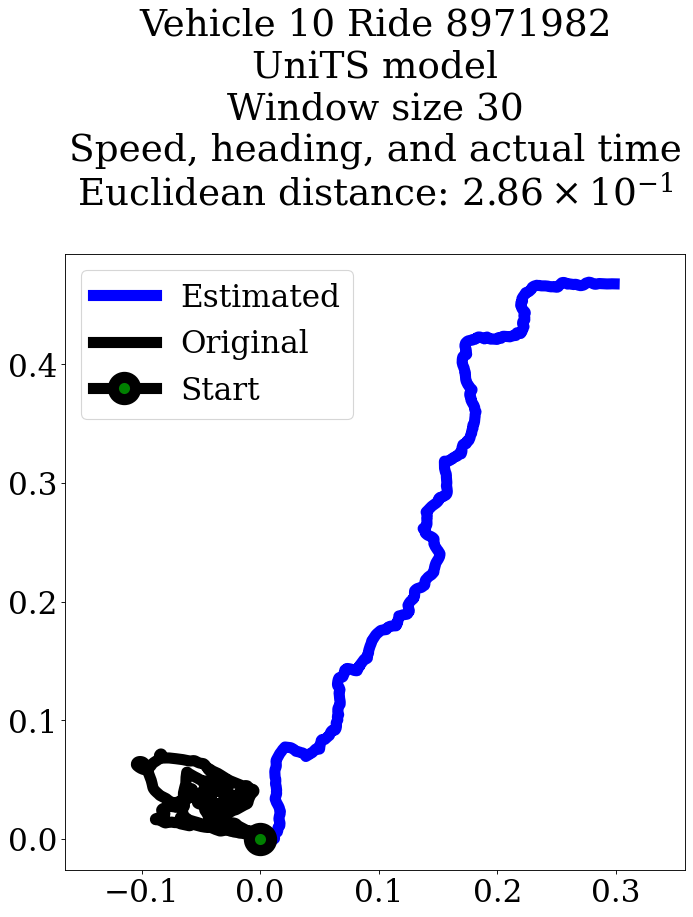 Vehicle 10 Ride 8971982
UniTS model
Window size 30
Speed, heading, and actual time
Euclidean distance: 2.86 × 10⁻¹
Estimated
Original
Start
0.4
0.3
0.2
0.1
0.0
−0.1 0.0 0.1 0.2 0.3